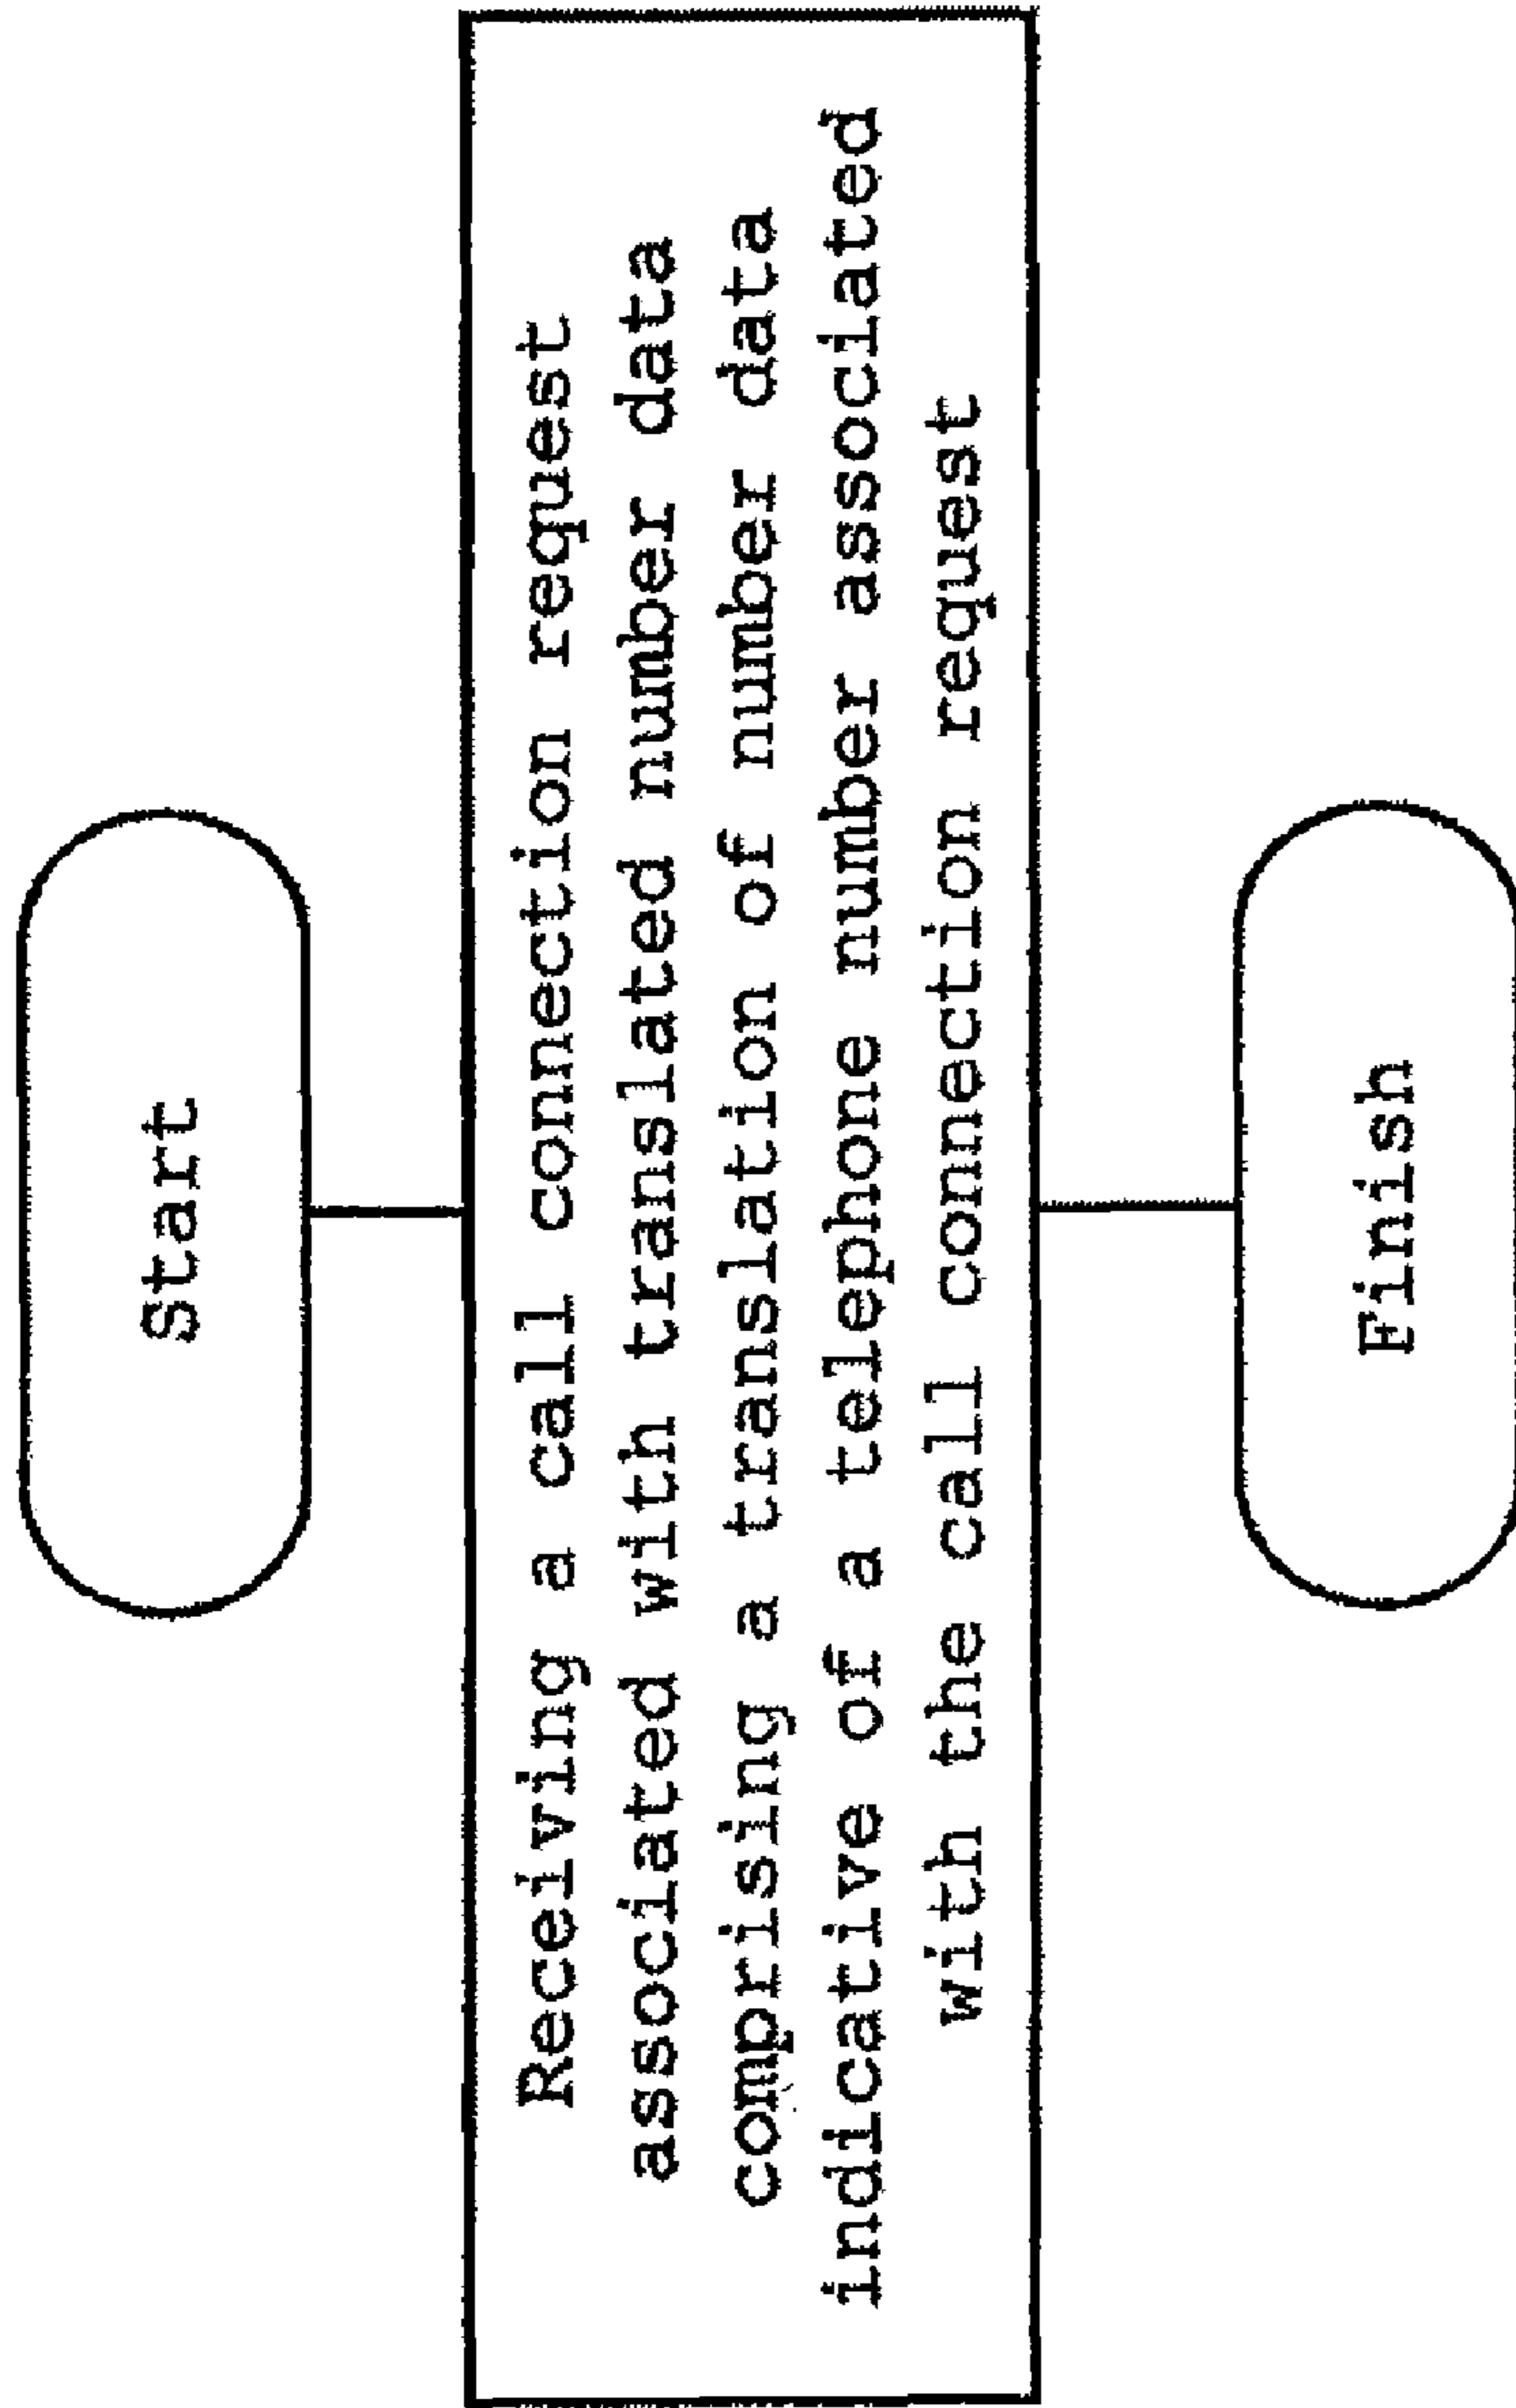 Start
Receiving a call connection request
associated with translated number data
comprising a translation of number data
indicative of a telephone number associated
with the call connection request
Finish